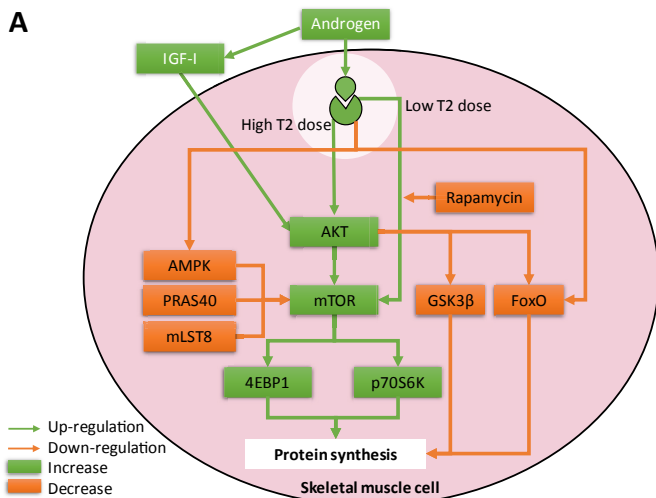 A
Androgen
IGF-I
High T2 dose
Low T2 dose
Rapamycin
AKT
AMPK
PRAS40
mTOR
GSK3β
FoxO
mLST8
4EBP1
p70S6K
Up-regulation
Down-regulation
Increase
Decrease
Protein synthesis
Skeletal muscle cell